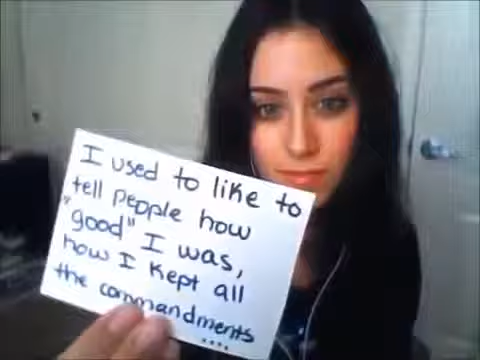 I used to like to
tell people how
"good" I was,
how I kept all
the commandments
....